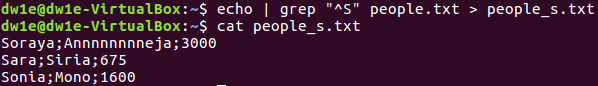 dw1e@dw1e-VirtualBox:~$ echo | grep "^S" people.txt > people_s.txt
dw1e@dw1e-VirtualBox:~$ cat people_s.txt
Soraya;Annnnnnnneja;3000
Sara;Siria;675
Sonia;Mono;1600